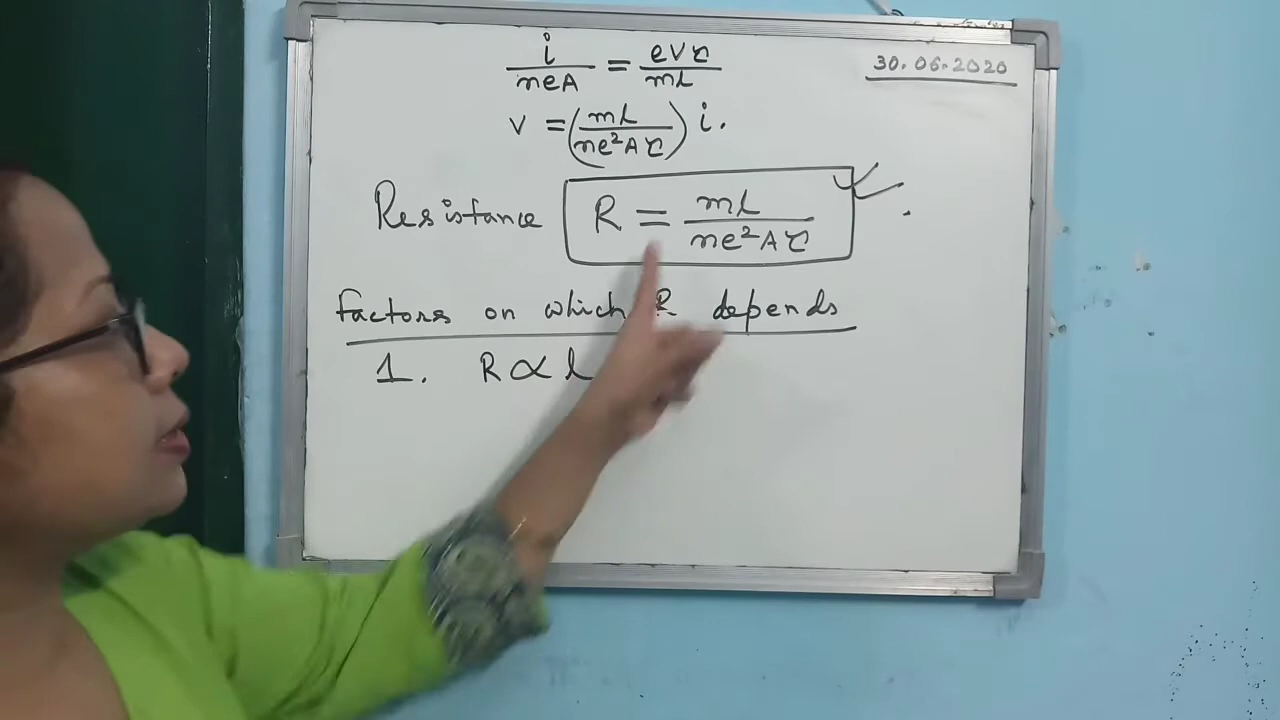 i/neA = eVτ/mL
30.06.2020
V = (mL/ne²Aτ) i.
Resistance R = mL/ne²Aτ
factors on which R depends
1. R ∝ l